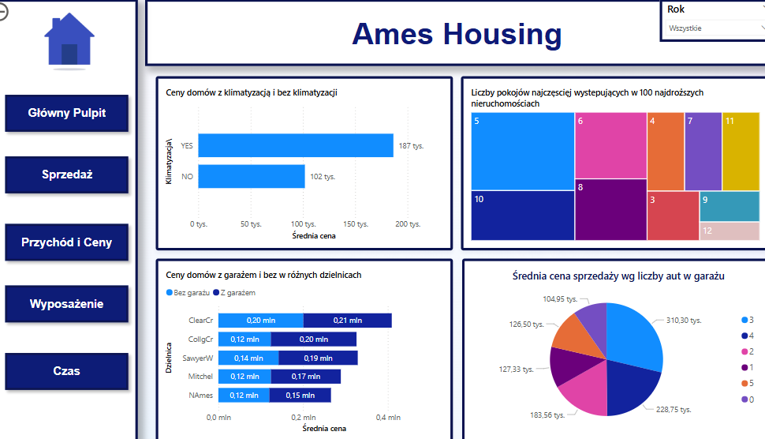 Ames Housing
Rok
Wszystkie
Główny Pulpit
Sprzedaż
Przychód i Ceny
Wyposażenie
Czas
Ceny domów z klimatyzacją i bez klimatyzacji
Klimatyzacja\
YES
187 tys.
NO
102 tys.
0 tys.
50 tys.
100 tys.
150 tys.
200 tys.
Średnia cena
Liczby pokojów najczęsciej wystepujących w 100 najdroższych
nieruchomościach
5
6
4
7
11
10
8
3
9
12
Ceny domów z garażem i bez w różnych dzielnicach
Bez garażu
Z garażem
Dzielnica
ClearCr
0,20 mln
0,21 mln
CollgCr
0,12 mln
0,20 mln
SawyerW
0,14 mln
0,19 mln
Mitchel
0,12 mln
0,17 mln
NAmes
0,12 mln
0,15 mln
0,0 mln
0,2 mln
0,4 mln
Średnia cena
Średnia cena sprzedaży wg liczby aut w garażu
104,95 tys.
310,30 tys.
126,50 tys.
127,33 tys.
183,56 tys.
228,75 tys.
3
4
2
1
5
0